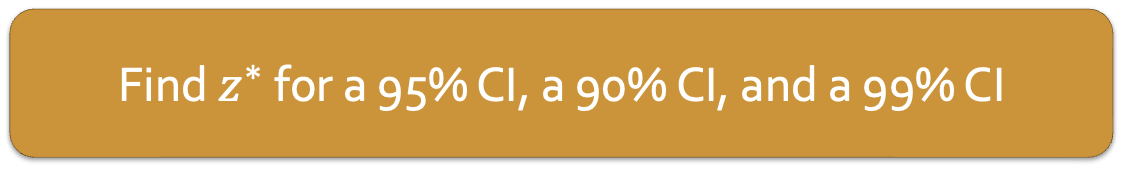 Find z* for a 95% CI, a 90% CI, and a 99% CI